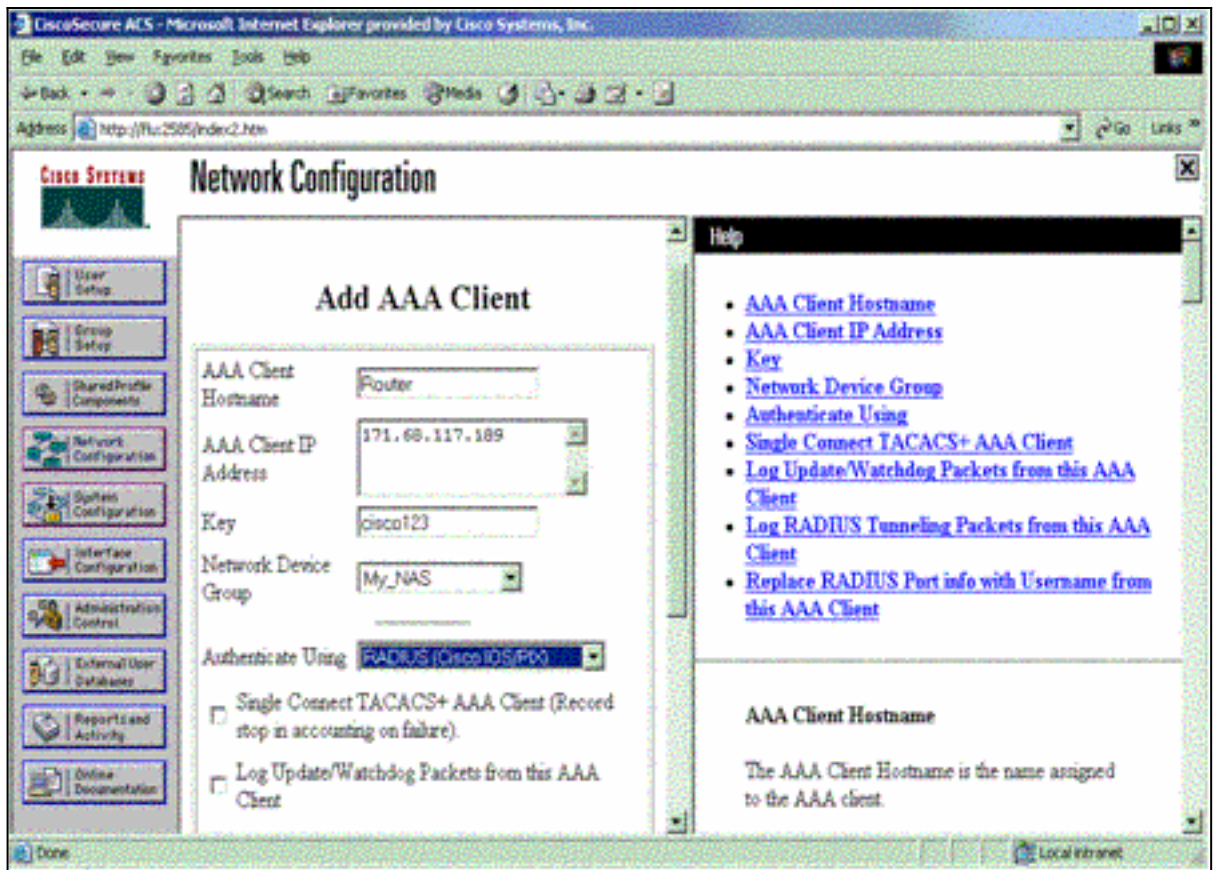 CiscoSecure ACS - Microsoft Internet Explorer provided by Cisco Systems, Inc.
File Edit View Favorites Tools Help
Back Search Favorites Media
Address http://flu:2585/index2.htm Go Links »
CISCO SYSTEMS
Network Configuration
User
Setup
Group
Setup
Shared Profile
Components
Network
Configuration
System
Configuration
Interface
Configuration
Administration
Control
External User
Databases
Reports and
Activity
Online
Documentation
Add AAA Client
AAA Client
Hostname
Router
AAA Client IP
Address
171.68.117.189
Key
cisco123
Network Device
Group
My_NAS
Authenticate Using
RADIUS (Cisco IOS/PIX)
Single Connect TACACS+ AAA Client (Record
stop in accounting on failure).
Log Update/Watchdog Packets from this AAA
Client
Help
AAA Client Hostname
AAA Client IP Address
Key
Network Device Group
Authenticate Using
Single Connect TACACS+ AAA Client
Log Update/Watchdog Packets from this AAA
Client
Log RADIUS Tunneling Packets from this AAA
Client
Replace RADIUS Port info with Username from
this AAA Client
AAA Client Hostname
The AAA Client Hostname is the name assigned
to the AAA client.
Done
Local intranet